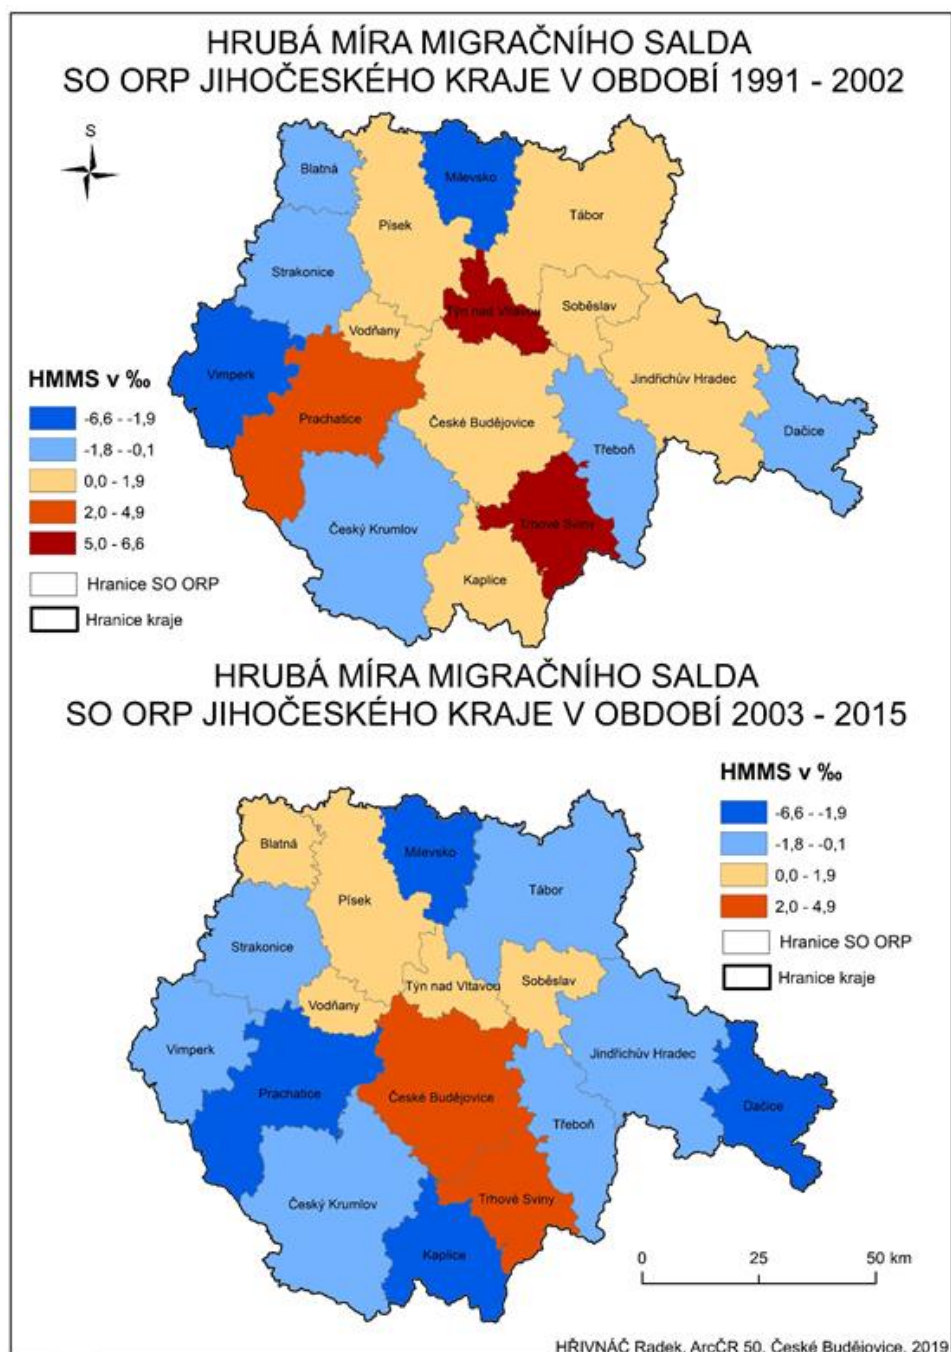 HRUBÁ MÍRA MIGRAČNÍHO SALDA
SO ORP JIHOČESKÉHO KRAJE V OBDOBÍ 1991 - 2002
S
Blatná
Milevsko
Tábor
Písek
Strakonice
Soběslav
Týn nad Vltavou
Vodňany
Vimperk
Jindřichův Hradec
Prachatice
České Budějovice
Dačice
Třeboň
Český Krumlov
Trhové Sviny
Kaplice
HMMS v ‰
-6,6 - -1,9
-1,8 - -0,1
0,0 - 1,9
2,0 - 4,9
5,0 - 6,6
Hranice SO ORP
Hranice kraje
HRUBÁ MÍRA MIGRAČNÍHO SALDA
SO ORP JIHOČESKÉHO KRAJE V OBDOBÍ 2003 - 2015
HMMS v ‰
-6,6 - -1,9
-1,8 - -0,1
0,0 - 1,9
2,0 - 4,9
Hranice SO ORP
Hranice kraje
Blatná
Milevsko
Tábor
Písek
Strakonice
Soběslav
Týn nad Vltavou
Vodňany
Vimperk
Jindřichův Hradec
Prachatice
České Budějovice
Dačice
Třeboň
Český Krumlov
Trhové Sviny
Kaplice
0 25 50 km
HŘIVNÁČ Radek, ArcČR 50, České Budějovice, 2019